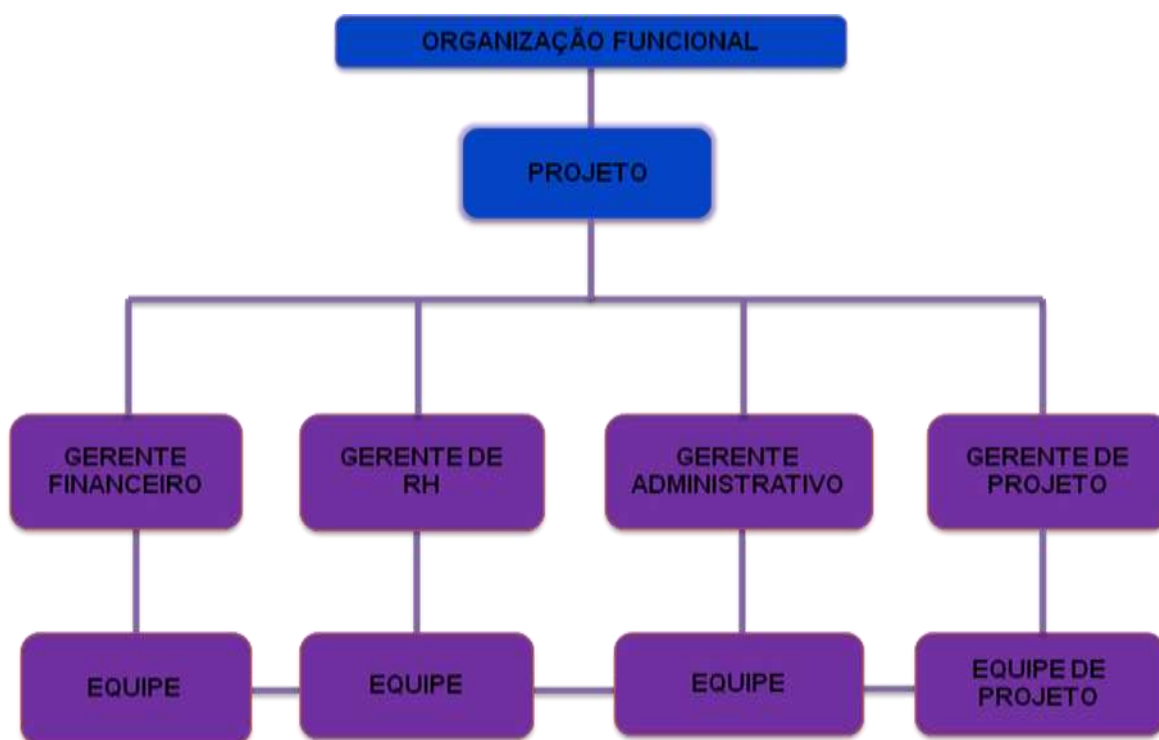 ORGANIZAÇÃO FUNCIONAL
PROJETO
GERENTE
FINANCEIRO
GERENTE DE
RH
GERENTE
ADMINISTRATIVO
GERENTE DE
PROJETO
EQUIPE
EQUIPE
EQUIPE
EQUIPE DE
PROJETO